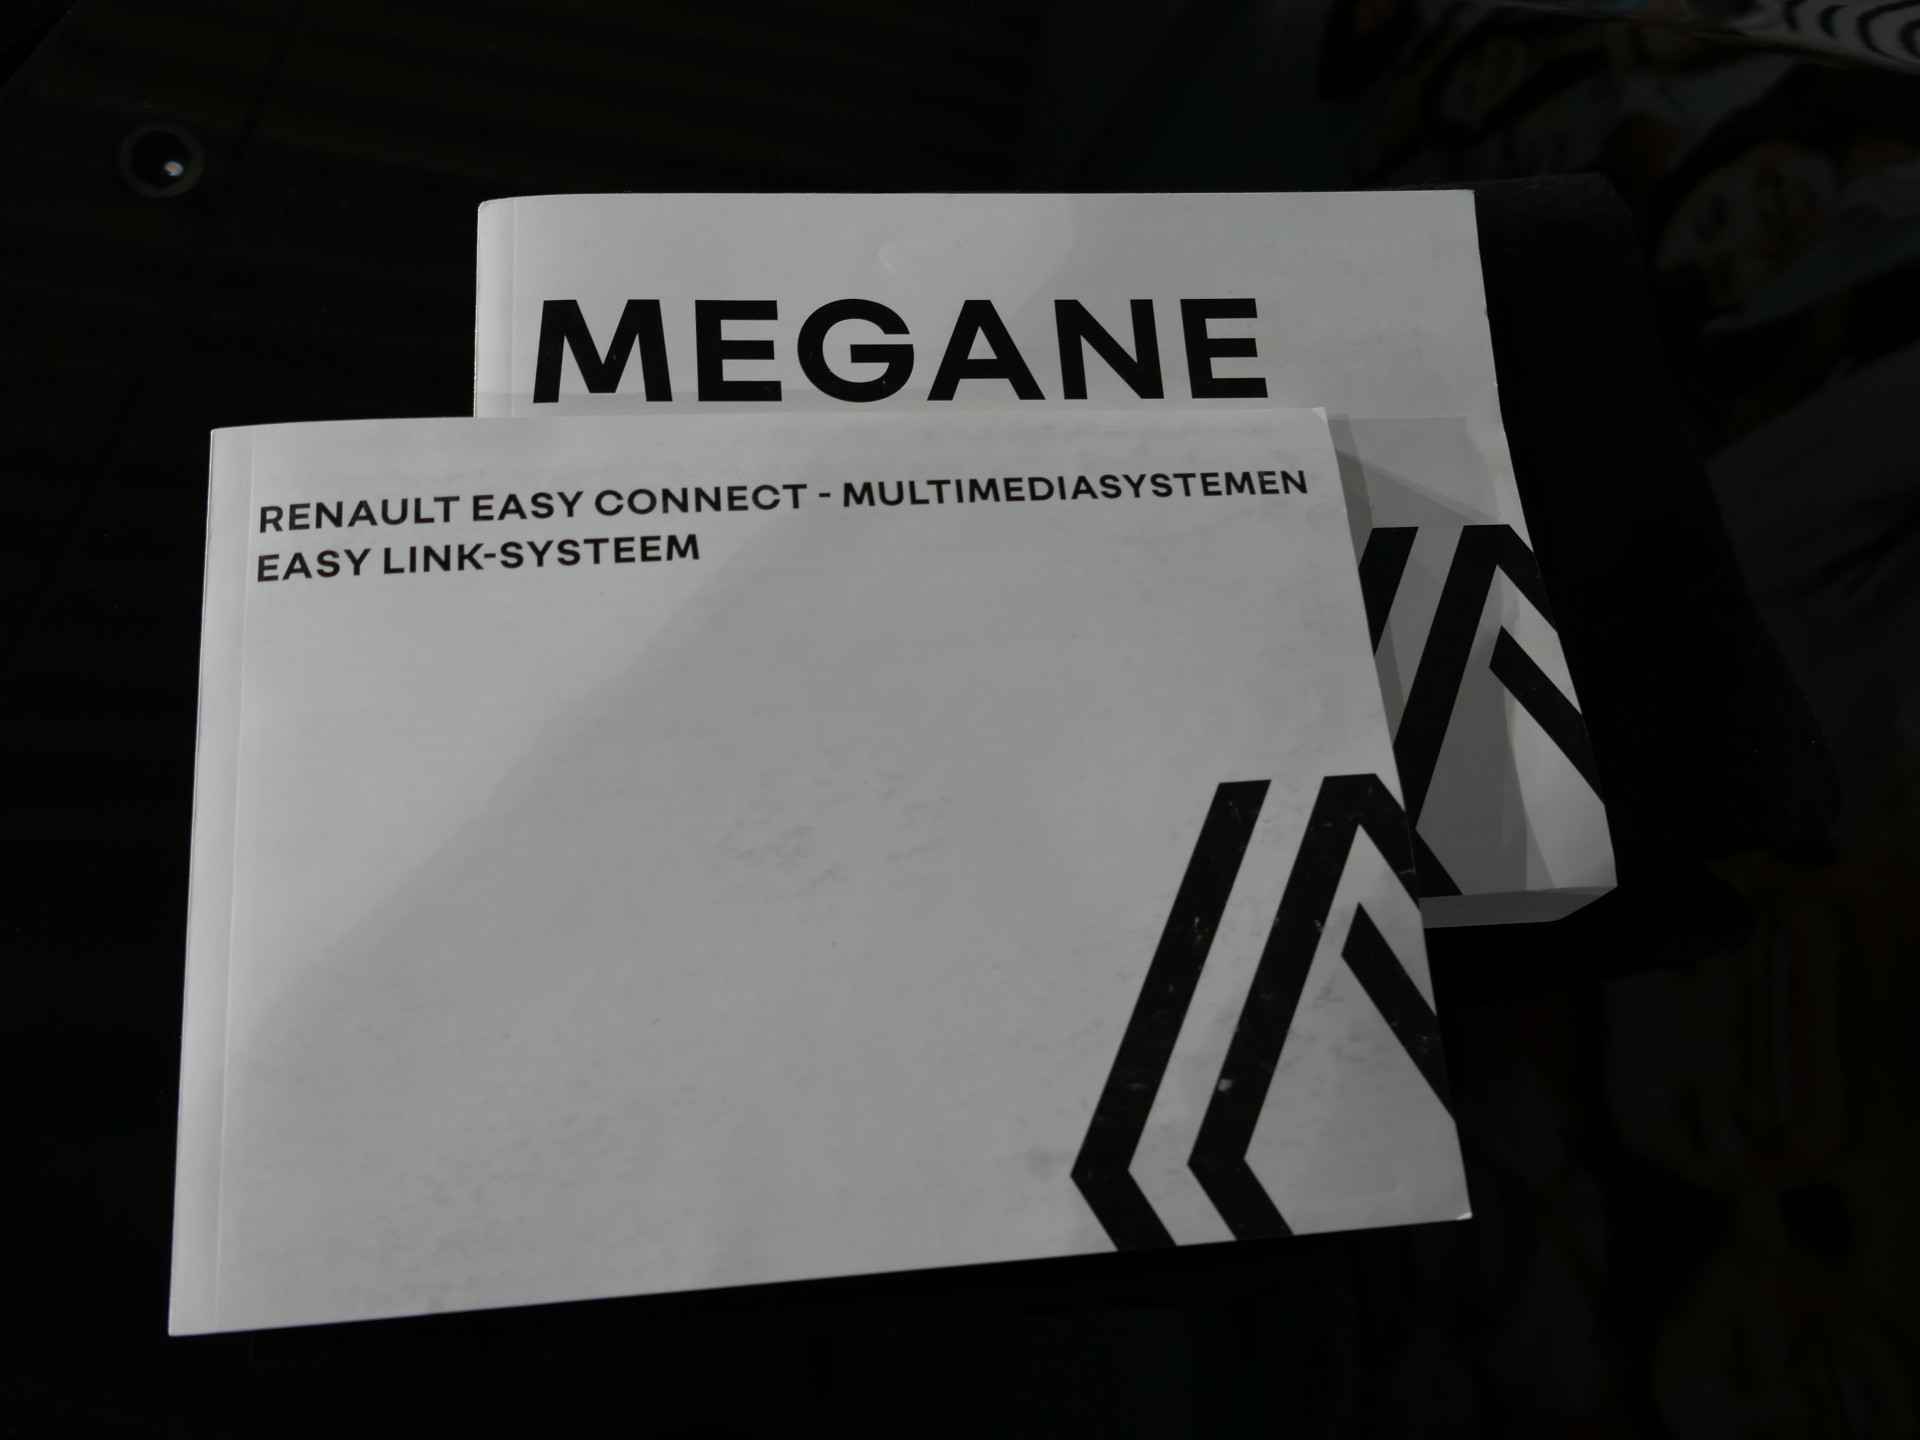 MEGANE
RENAULT EASY CONNECT - MULTIMEDIASYSTEMEN
EASY LINK-SYSTEEM